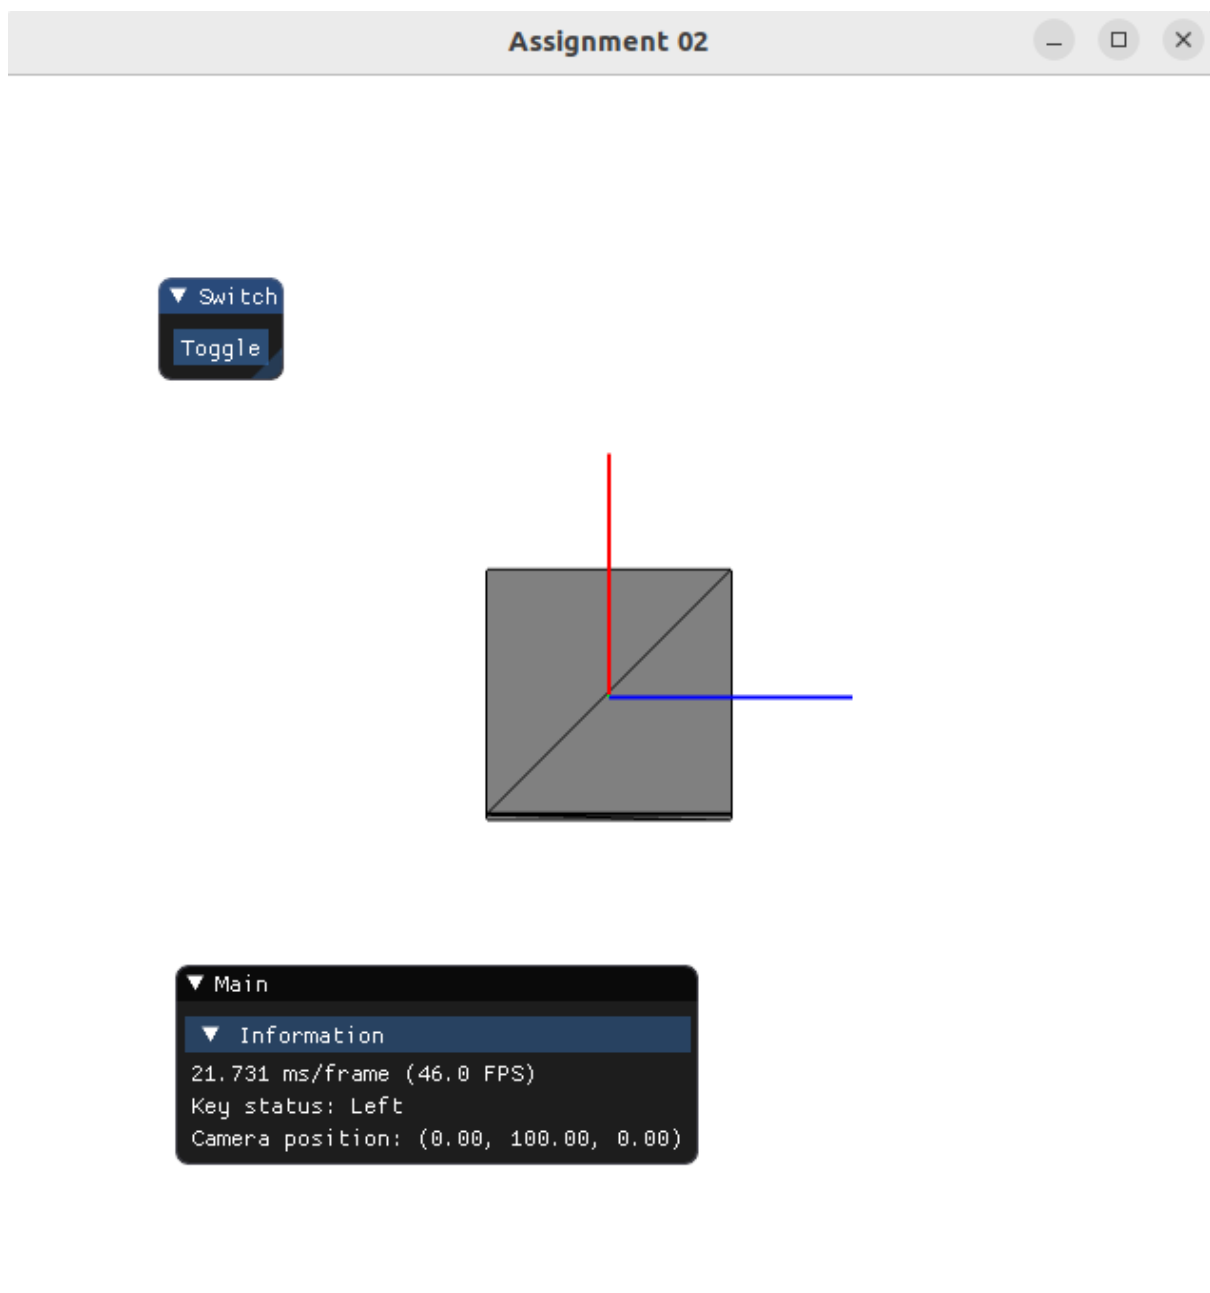 Assignment 02
Switch
Toggle
Main
Information
21.731 ms/frame (46.0 FPS)
Key status: Left
Camera position: (0.00, 100.00, 0.00)